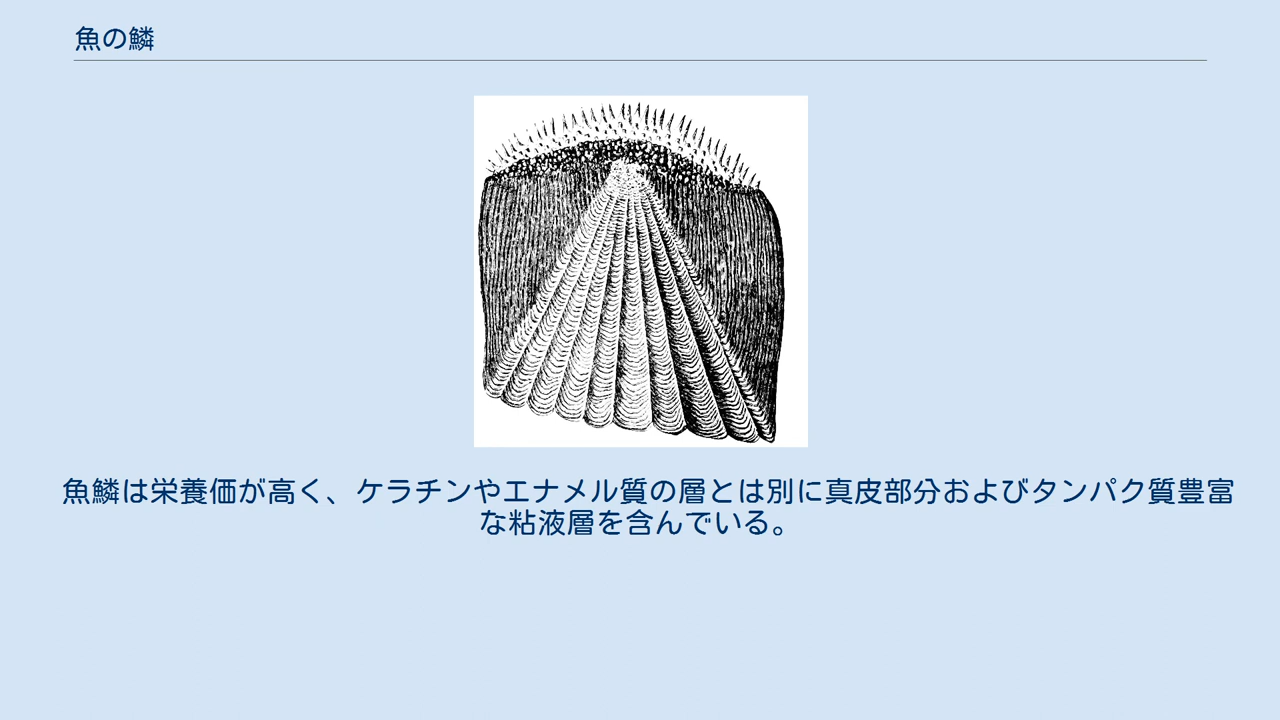 魚の鱗
魚鱗は栄養価が高く、ケラチンやエナメル質の層とは別に真皮部分およびタンパク質豊富
な粘液層を含んでいる。